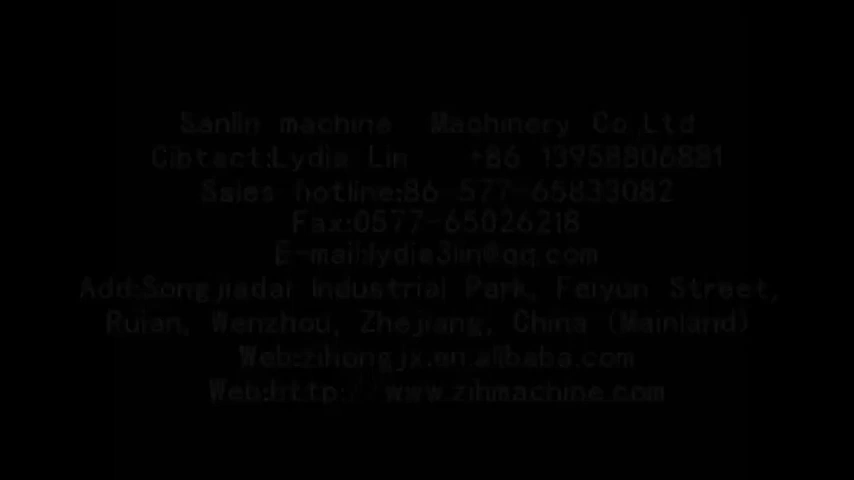 Sanlin machine Machinery Co.Ltd
Lydia Lin +86 13958806881
Sales hotline:86-577-65833082
Fax:0577-65026218
E-mail:lydia3lin@qq.com
Add:Songjiadai Industrial Park, Feiyun Street,
Ruian, Wenzhou, Zhejiang, China (Mainland)
Web:zihongjx.en.alibaba.com
Web:http:// www.zjhmachine.com